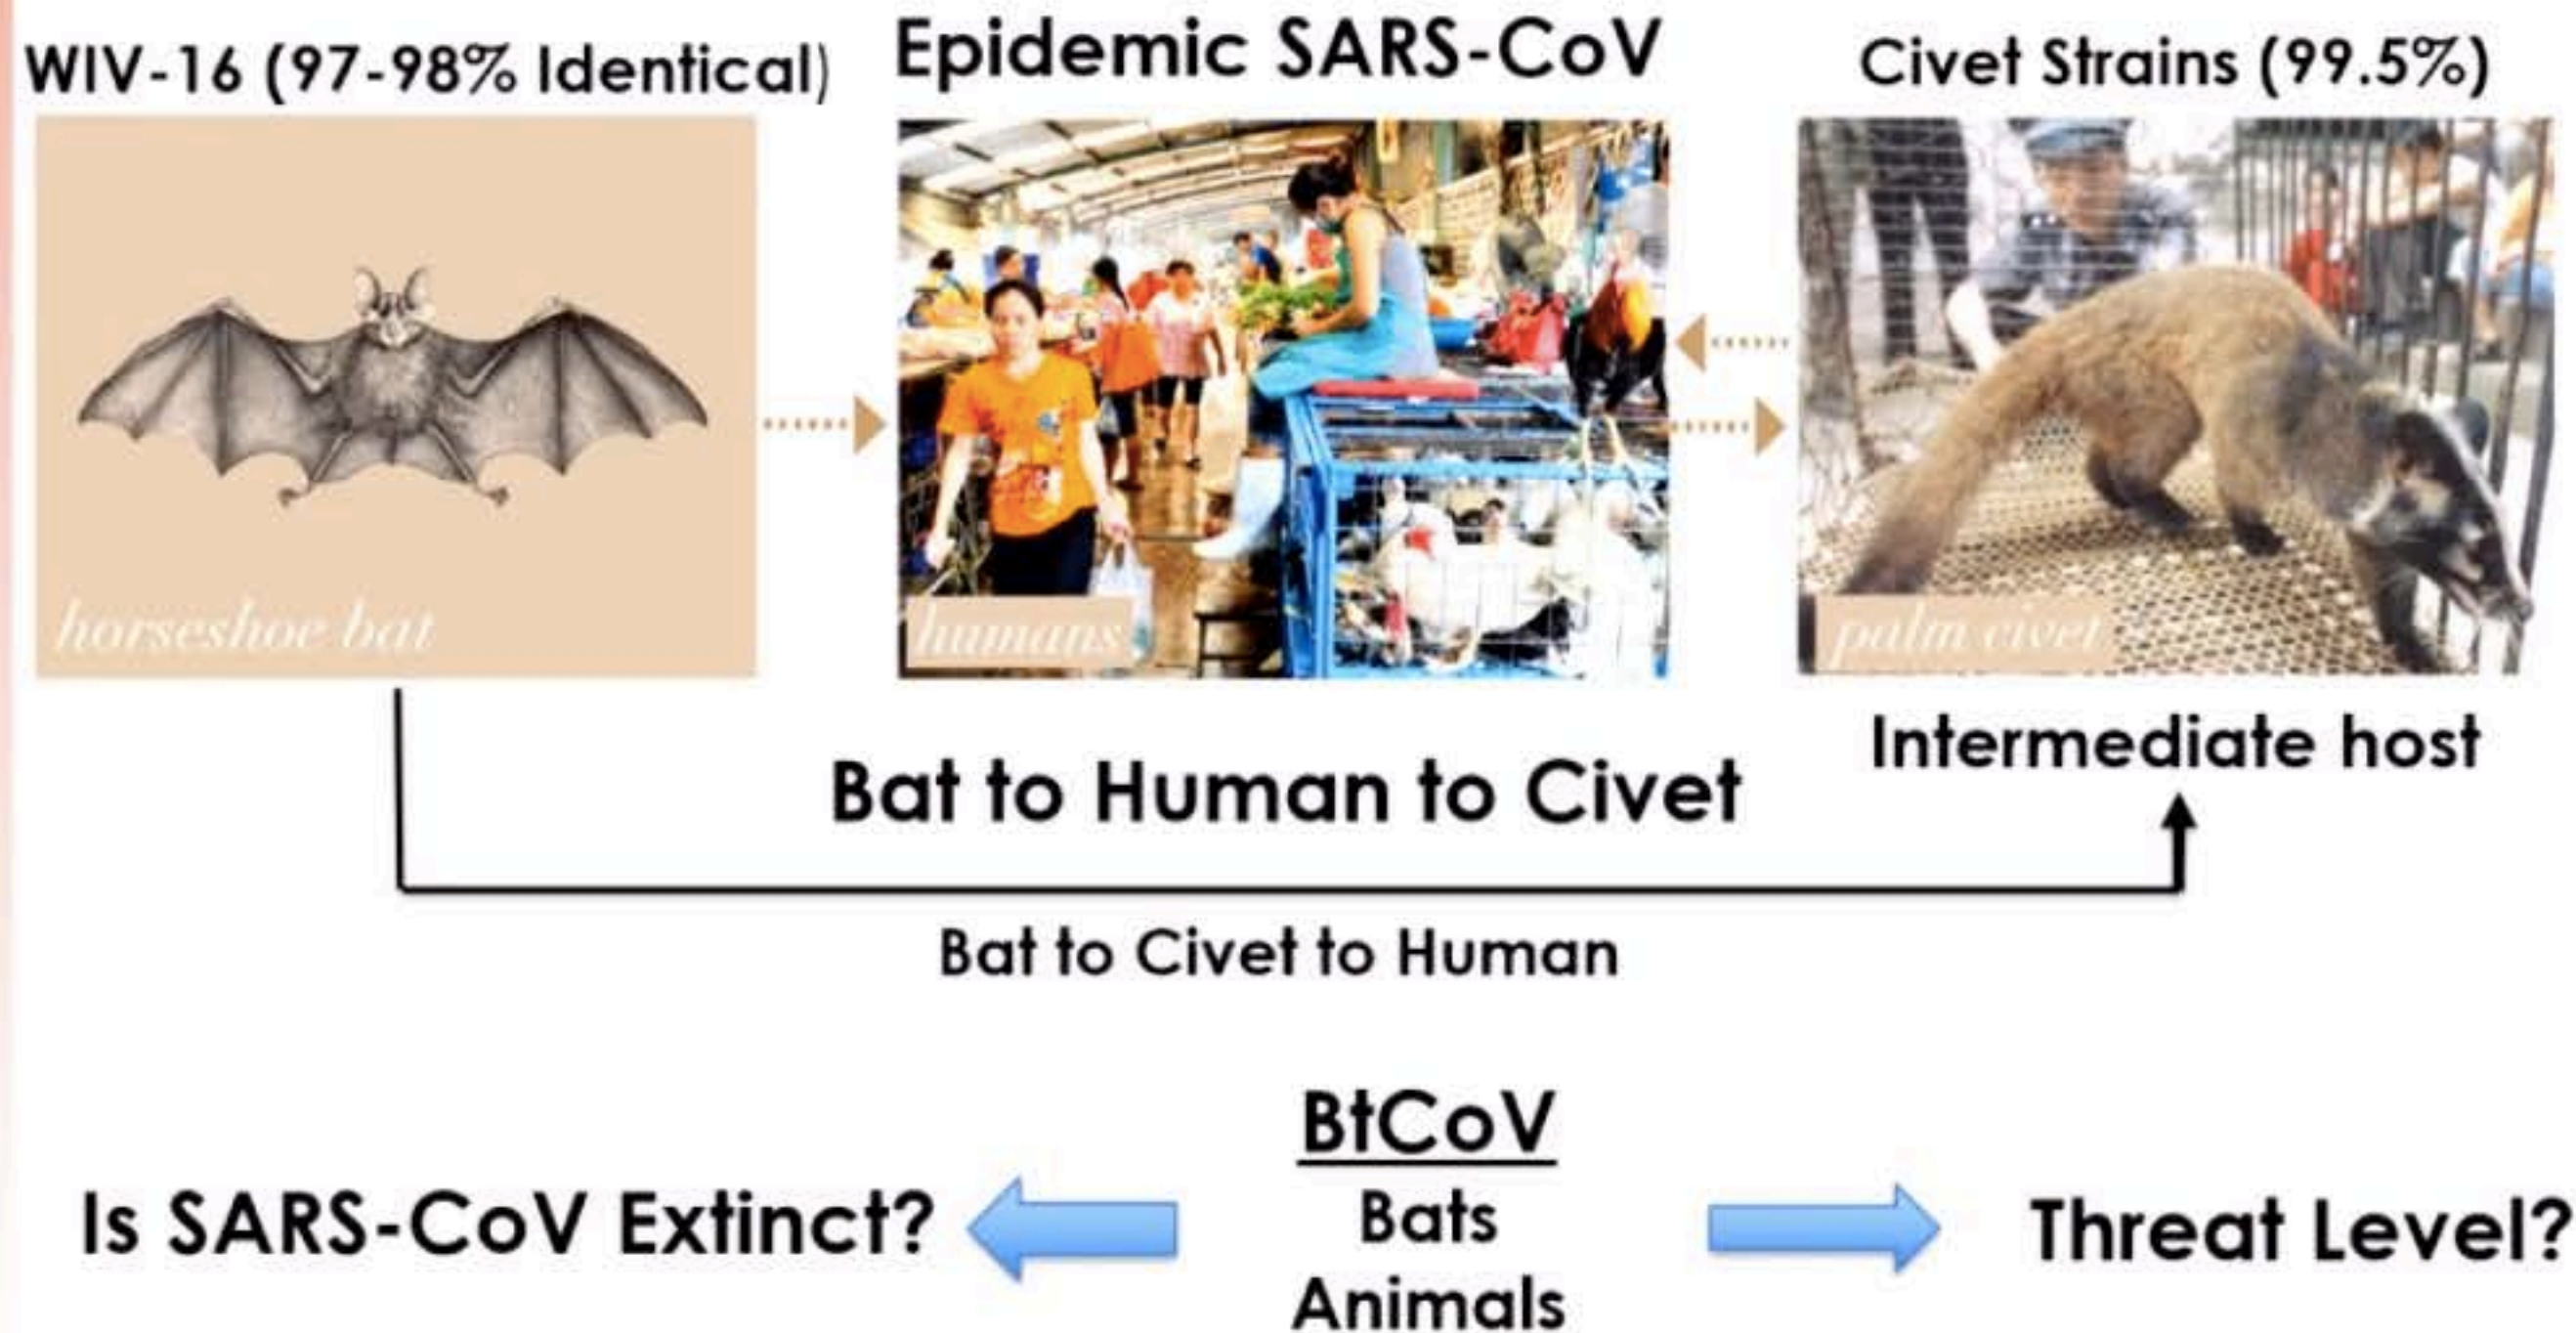 WIV-16 (97-98% Identical)
Epidemic SARS-CoV
Civet Strains (99.5%)
horseshoe bat
humans
palm civet
Intermediate host
Bat to Human to Civet
Bat to Civet to Human
BtCoV
Bats
Animals
Is SARS-CoV Extinct?
Threat Level?